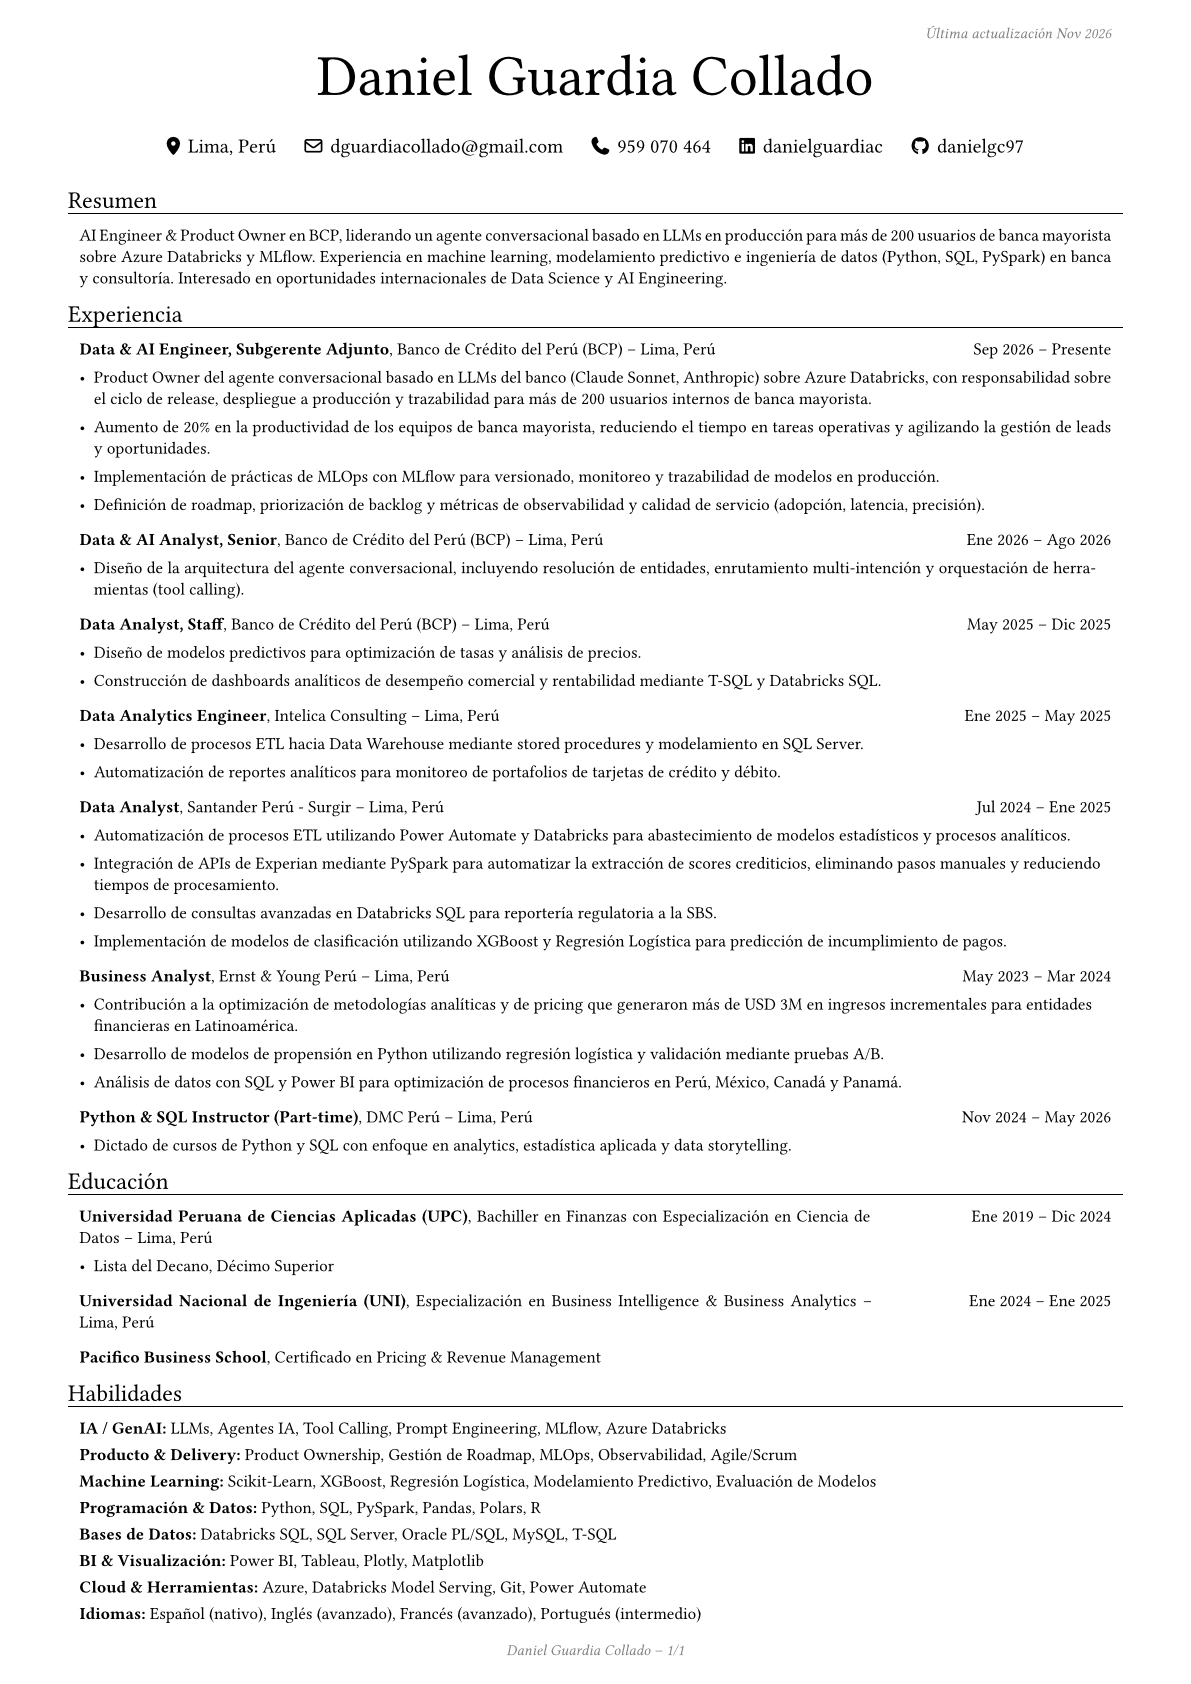 Última actualización Nov 2026
Daniel Guardia Collado
Lima, Perú dguardiacollado@gmail.com 959 070 464 danielguardiac danielgc97
Resumen
AI Engineer & Product Owner en BCP, liderando un agente conversacional basado en LLMs en producción para más de 200 usuarios de banca mayorista
sobre Azure Databricks y MLflow. Experiencia en machine learning, modelamiento predictivo e ingeniería de datos (Python, SQL, PySpark) en banca
y consultoría. Interesado en oportunidades internacionales de Data Science y AI Engineering.
Experiencia
Data & AI Engineer, Subgerente Adjunto, Banco de Crédito del Perú (BCP) – Lima, Perú Sep 2026 – Presente
• Product Owner del agente conversacional basado en LLMs del banco (Claude Sonnet, Anthropic) sobre Azure Databricks, con responsabilidad sobre
el ciclo de release, despliegue a producción y trazabilidad para más de 200 usuarios internos de banca mayorista.
• Aumento de 20% en la productividad de los equipos de banca mayorista, reduciendo el tiempo en tareas operativas y agilizando la gestión de leads
y oportunidades.
• Implementación de prácticas de MLOps con MLflow para versionado, monitoreo y trazabilidad de modelos en producción.
• Definición de roadmap, priorización de backlog y métricas de observabilidad y calidad de servicio (adopción, latencia, precisión).
Data & AI Analyst, Senior, Banco de Crédito del Perú (BCP) – Lima, Perú Ene 2026 – Ago 2026
• Diseño de la arquitectura del agente conversacional, incluyendo resolución de entidades, enrutamiento multi-intención y orquestación de herra-
mientas (tool calling).
Data Analyst, Staff, Banco de Crédito del Perú (BCP) – Lima, Perú May 2025 – Dic 2025
• Diseño de modelos predictivos para optimización de tasas y análisis de precios.
• Construcción de dashboards analíticos de desempeño comercial y rentabilidad mediante T-SQL y Databricks SQL.
Data Analytics Engineer, Intelica Consulting – Lima, Perú Ene 2025 – May 2025
• Desarrollo de procesos ETL hacia Data Warehouse mediante stored procedures y modelamiento en SQL Server.
• Automatización de reportes analíticos para monitoreo de portafolios de tarjetas de crédito y débito.
Data Analyst, Santander Perú - Surgir – Lima, Perú Jul 2024 – Ene 2025
• Automatización de procesos ETL utilizando Power Automate y Databricks para abastecimiento de modelos estadísticos y procesos analíticos.
• Integración de APIs de Experian mediante PySpark para automatizar la extracción de scores crediticios, eliminando pasos manuales y reduciendo
tiempos de procesamiento.
• Desarrollo de consultas avanzadas en Databricks SQL para reportería regulatoria a la SBS.
• Implementación de modelos de clasificación utilizando XGBoost y Regresión Logística para predicción de incumplimiento de pagos.
Business Analyst, Ernst & Young Perú – Lima, Perú May 2023 – Mar 2024
• Contribución a la optimización de metodologías analíticas y de pricing que generaron más de USD 3M en ingresos incrementales para entidades
financieras en Latinoamérica.
• Desarrollo de modelos de propensión en Python utilizando regresión logística y validación mediante pruebas A/B.
• Análisis de datos con SQL y Power BI para optimización de procesos financieros en Perú, México, Canadá y Panamá.
Python & SQL Instructor (Part-time), DMC Perú – Lima, Perú Nov 2024 – May 2026
• Dictado de cursos de Python y SQL con enfoque en analytics, estadística aplicada y data storytelling.
Educación
Universidad Peruana de Ciencias Aplicadas (UPC), Bachiller en Finanzas con Especialización en Ciencia de Ene 2019 – Dic 2024
Datos – Lima, Perú
• Lista del Decano, Décimo Superior
Universidad Nacional de Ingeniería (UNI), Especialización en Business Intelligence & Business Analytics – Ene 2024 – Ene 2025
Lima, Perú
Pacifico Business School, Certificado en Pricing & Revenue Management
Habilidades
IA / GenAI: LLMs, Agentes IA, Tool Calling, Prompt Engineering, MLflow, Azure Databricks
Producto & Delivery: Product Ownership, Gestión de Roadmap, MLOps, Observabilidad, Agile/Scrum
Machine Learning: Scikit-Learn, XGBoost, Regresión Logística, Modelamiento Predictivo, Evaluación de Modelos
Programación & Datos: Python, SQL, PySpark, Pandas, Polars, R
Bases de Datos: Databricks SQL, SQL Server, Oracle PL/SQL, MySQL, T-SQL
BI & Visualización: Power BI, Tableau, Plotly, Matplotlib
Cloud & Herramientas: Azure, Databricks Model Serving, Git, Power Automate
Idiomas: Español (nativo), Inglés (avanzado), Francés (avanzado), Portugués (intermedio)
Daniel Guardia Collado – 1/1